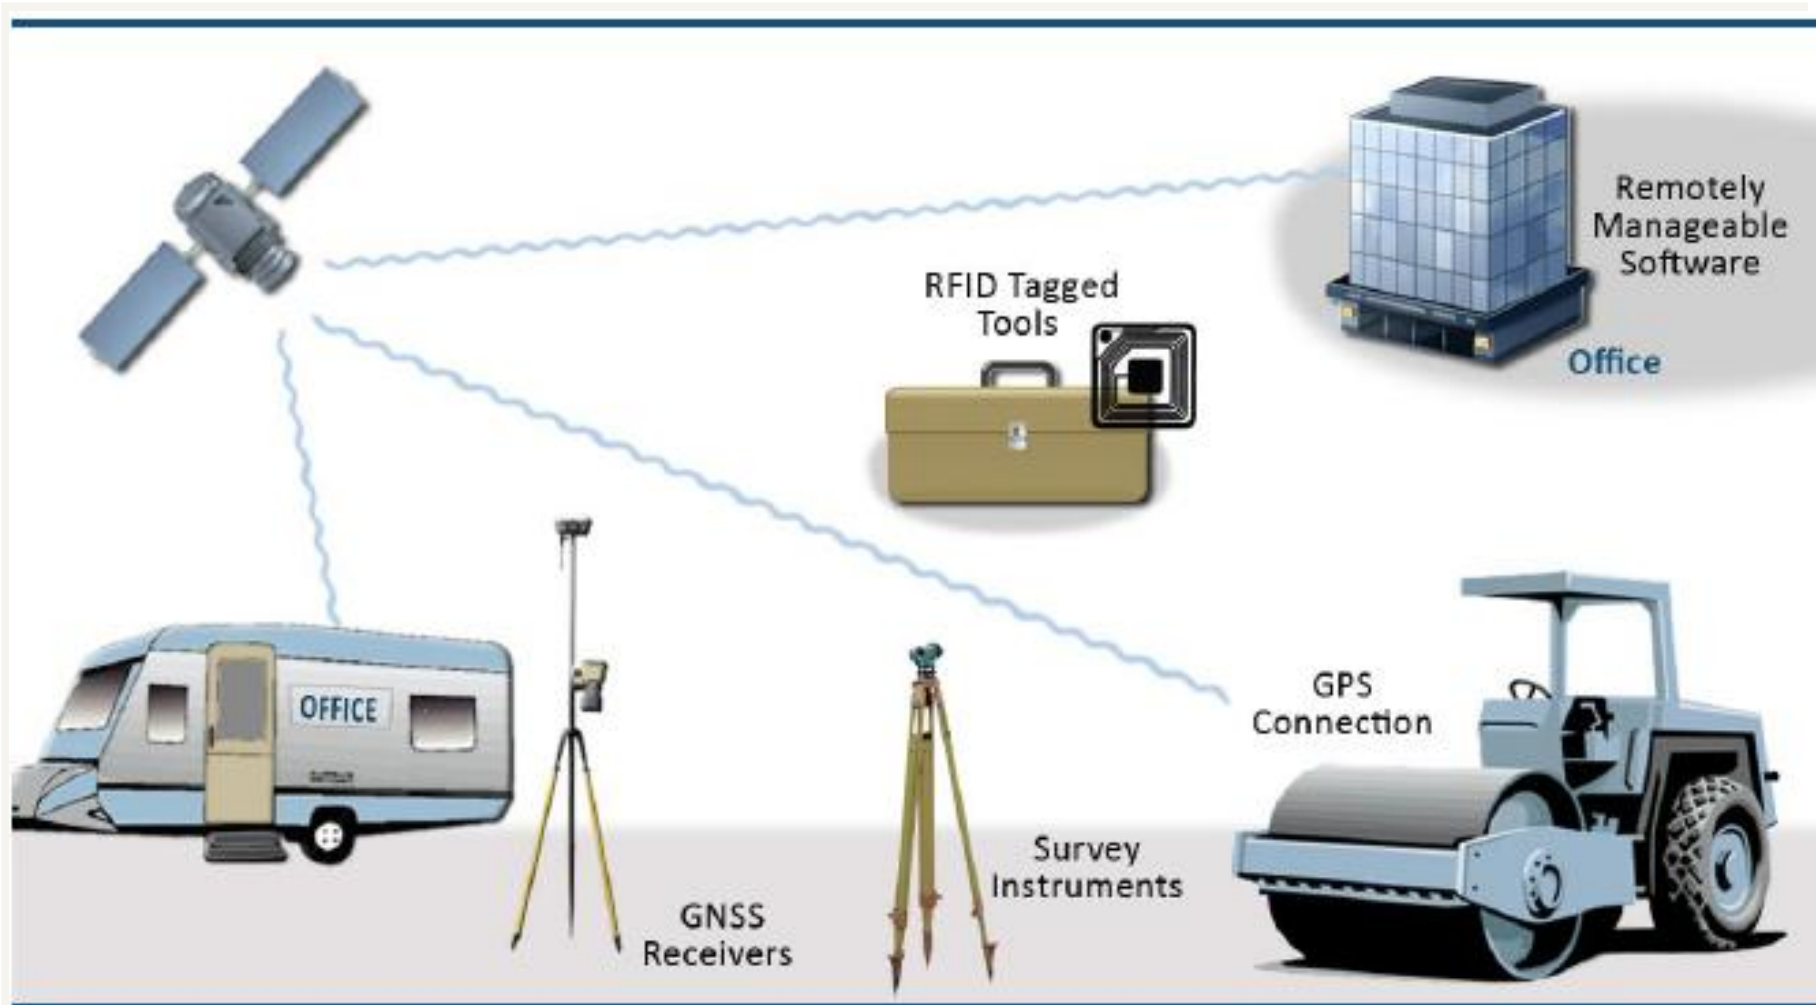 Remotely
Manageable
Software
Office
RFID Tagged
Tools
OFFICE
GPS
Connection
Survey
Instruments
GNSS
Receivers